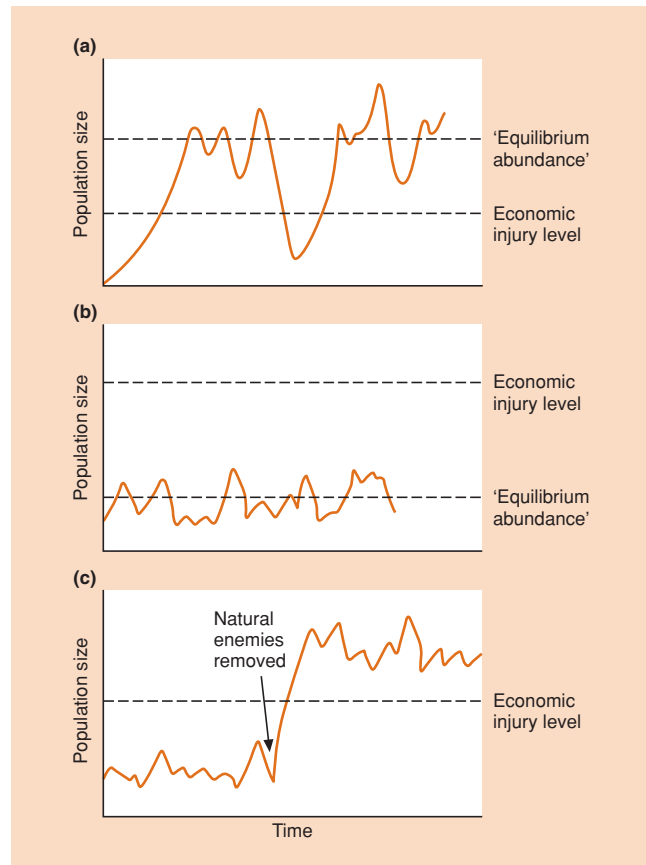 (a)
Population size
'Equilibrium
abundance'
Economic
injury level
(b)
Population size
Economic
injury level
'Equilibrium
abundance'
(c)
Population size
Natural
enemies
removed
Economic
injury level
Time